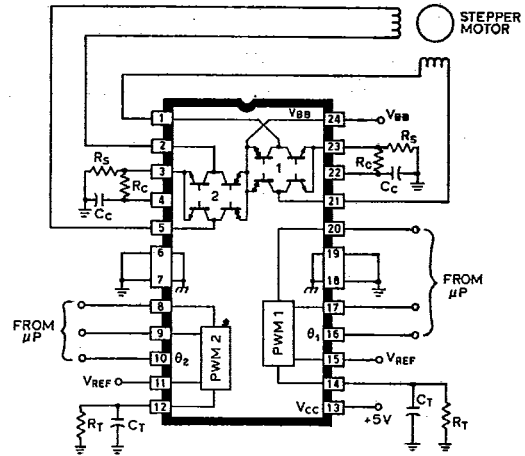 STEPPER
MOTOR
1
VBB
24
VBB
2
23
RS
RS
RC
3
1
22
RC
CC
CC
4
2
21
5
20
6
19
7
18
FROM
µP
8
17
FROM
µP
9
PWM 2
*
PWM 1
θ1
16
10
θ2
15
VREF
VREF
11
14
12
VCC
13
+5V
RT
CT
CT
RT